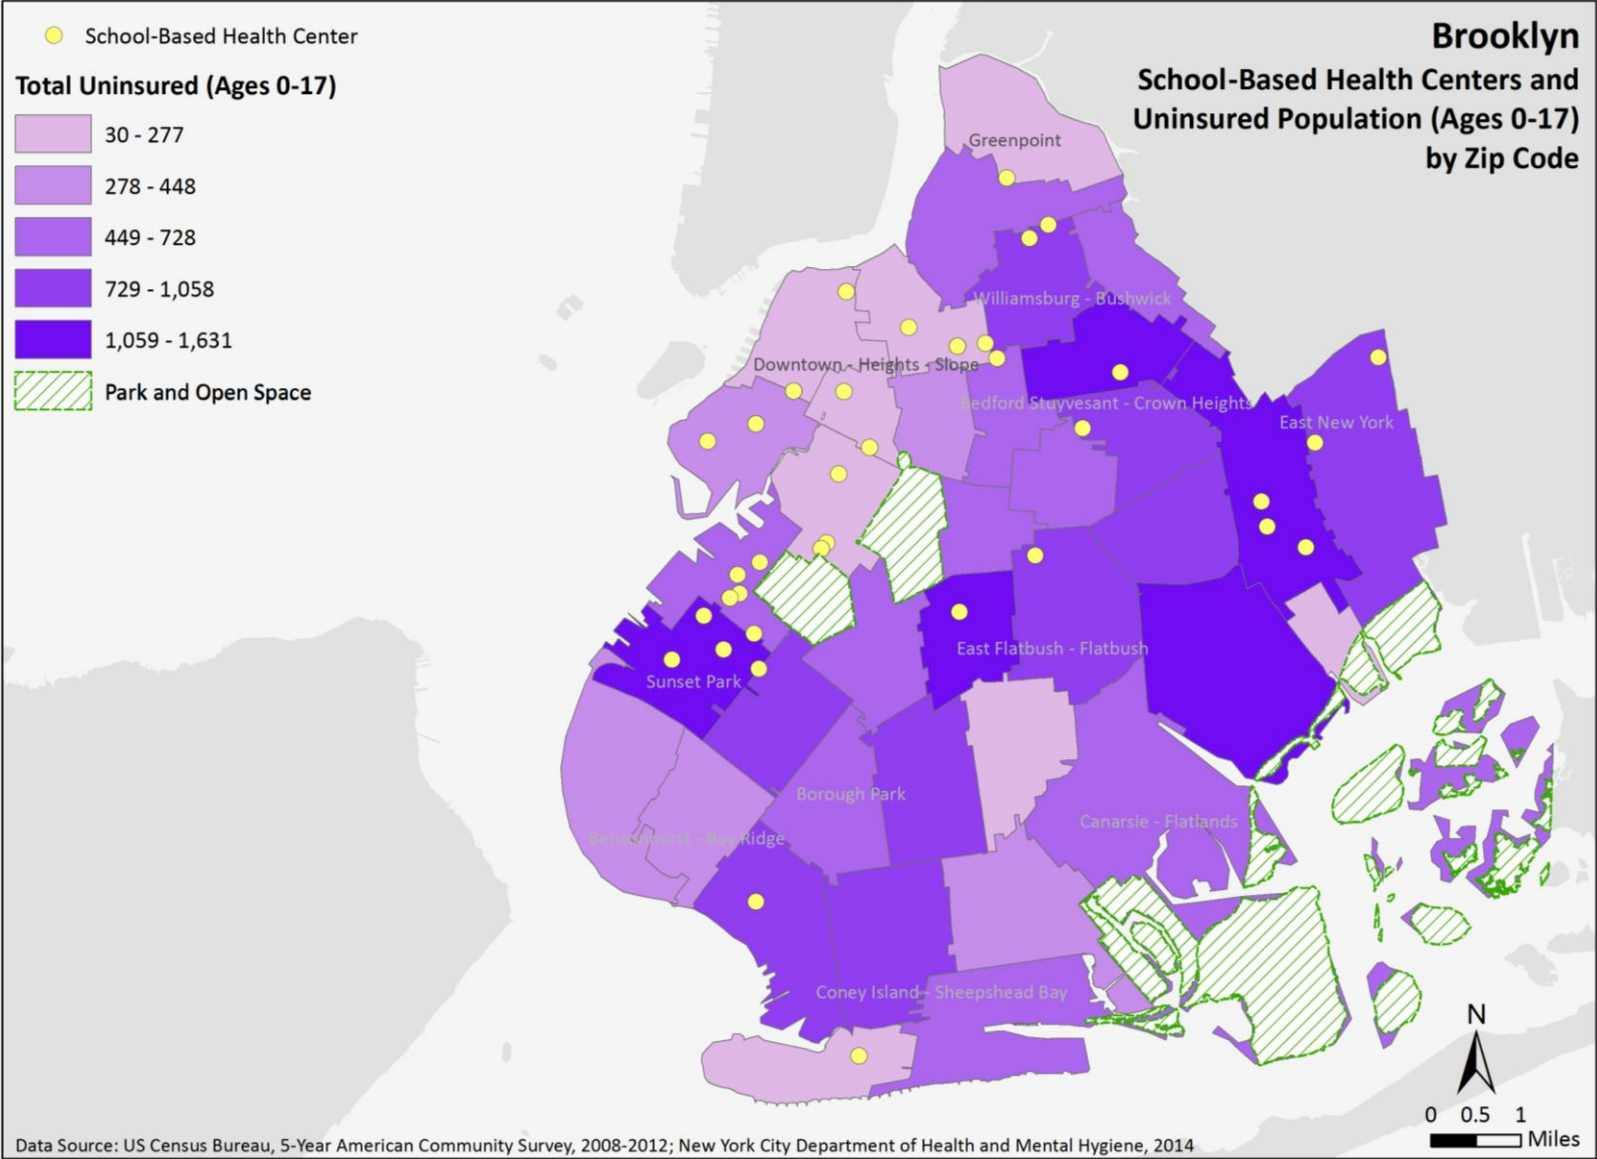 School-Based Health Center
Total Uninsured (Ages 0-17)
30 - 277
278 - 448
449 - 728
729 - 1,058
1,059 - 1,631
Park and Open Space
Brooklyn
School-Based Health Centers and
Uninsured Population (Ages 0-17)
by Zip Code
Greenpoint
Williamsburg - Bushwick
Downtown - Heights - Slope
Bedford Stuyvesant - Crown Heights
East New York
East Flatbush - Flatbush
Sunset Park
Borough Park
Canarsie - Flatlands
Bensonhurst - Bay Ridge
Coney Island - Sheepshead Bay
N
0 0.5 1
Miles
Data Source: US Census Bureau, 5-Year American Community Survey, 2008-2012; New York City Department of Health and Mental Hygiene, 2014